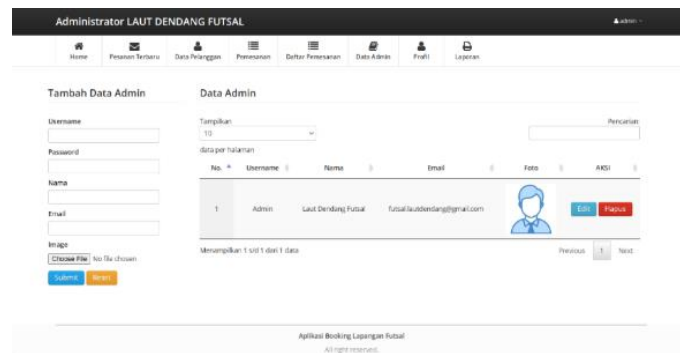 Administrator LAUT DENDANG FUTSAL
admin
Home
Pesanan Terbaru
Data Pelanggan
Pemesanan
Daftar Pemesanan
Data Admin
Profil
Laporan
Tambah Data Admin
Username
Password
Nama
Email
Image
Choose File No file chosen
Submit Reset
Data Admin
Tampilkan
10
data per halaman
Pencarian:
No. Username Nama Email Foto AKSI
1 Admin Laut Dendang Futsal futsal.lautdendang@gmail.com Edit Hapus
Menampilkan 1 s/d 1 dari 1 data
Previous 1 Next
Aplikasi Booking Lapangan Futsal
All right reserved.